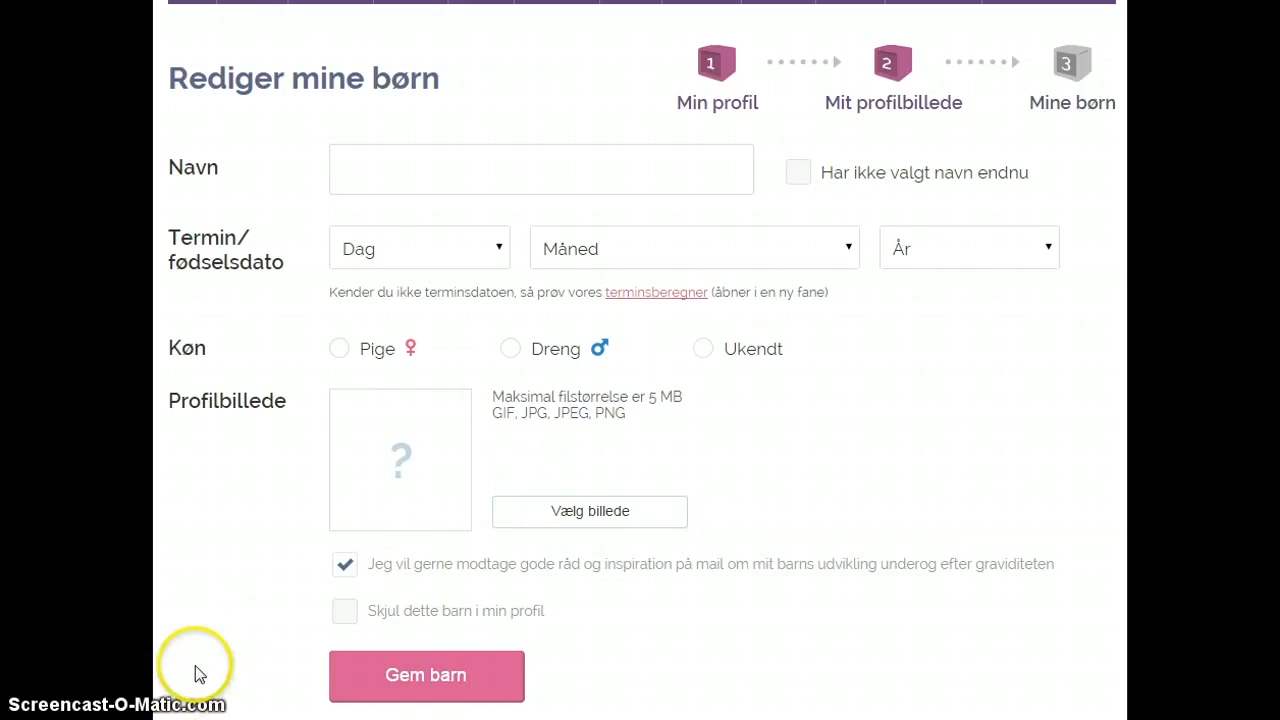 Rediger mine børn
1
2
3
Min profil
Mit profilbillede
Mine børn
Navn
Har ikke valgt navn endnu
Termin/
fødselsdato
Dag
Måned
År
Kender du ikke terminsdatoen, så prøv vores terminsberegner (åbner i en ny fane)
Køn
Pige
Dreng
Ukendt
Profilbillede
?
Maksimal filstørrelse er 5 MB
GIF, JPG, JPEG, PNG
Vælg billede
Jeg vil gerne modtage gode råd og inspiration på mail om mit barns udvikling underog efter graviditeten
Skjul dette barn i min profil
Gem barn
Screencast-O-Matic.com